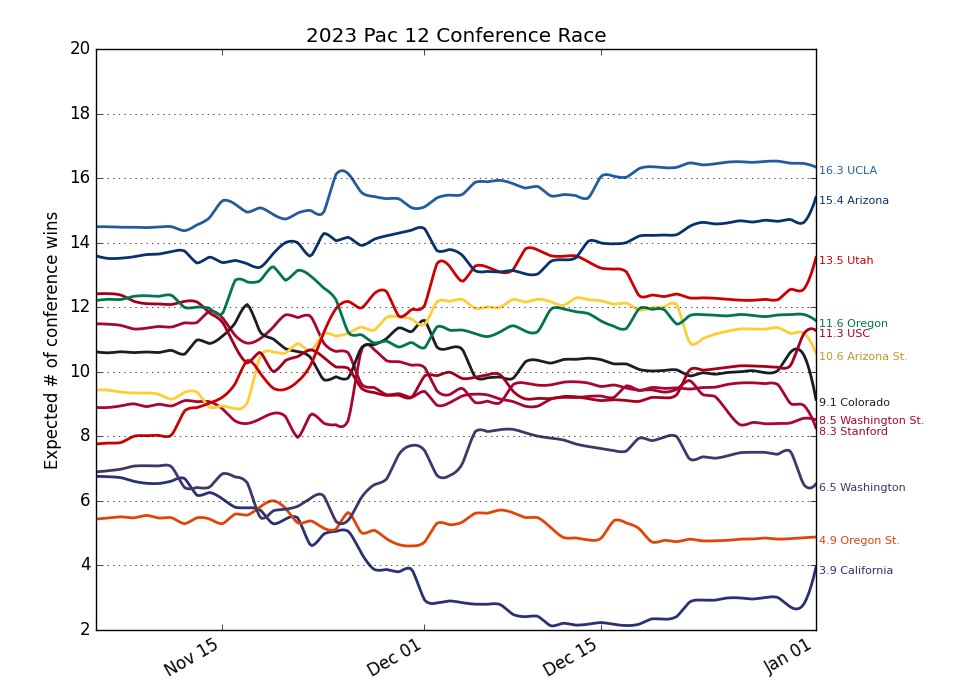 2023 Pac 12 Conference Race
Expected # of conference wins
20
18
16
14
12
10
8
6
4
2
16.3 UCLA
15.4 Arizona
13.5 Utah
11.6 Oregon
11.3 USC
10.6 Arizona St.
9.1 Colorado
8.5 Washington St.
8.3 Stanford
6.5 Washington
4.9 Oregon St.
3.9 California
Nov 15
Dec 01
Dec 15
Jan 01